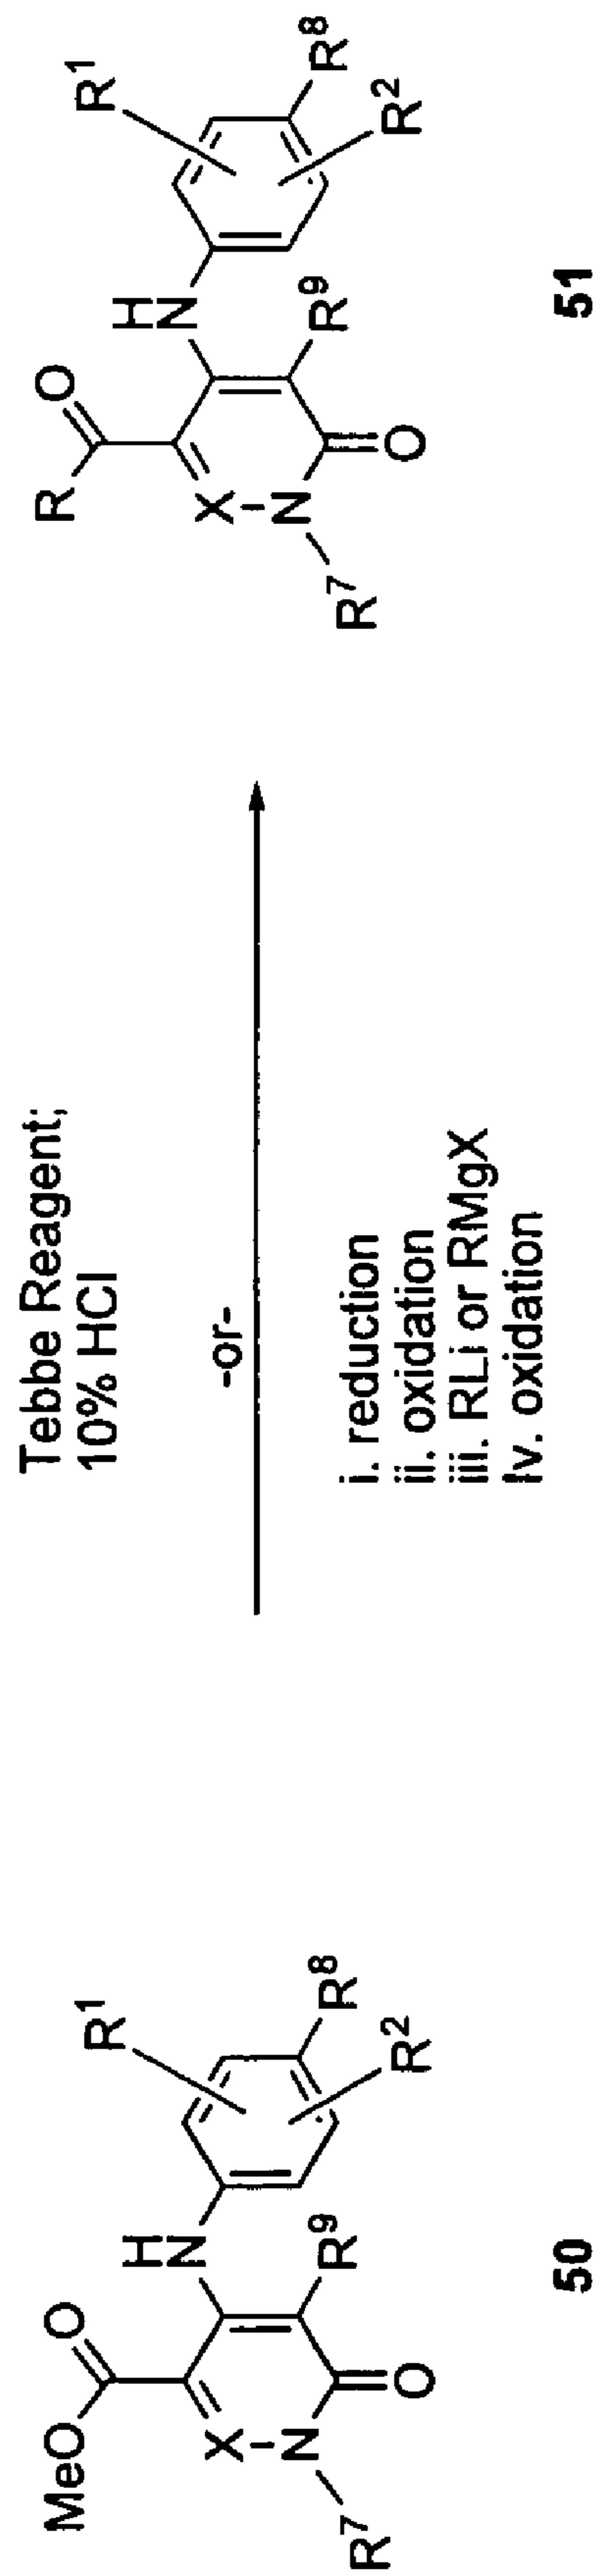 MeO
O
H
N
R1
R8
R2
R9
X
N
R7
O
50
Tebbe Reagent;
10% HCl
-or-
i. reduction
ii. oxidation
iii. RLi or RMgX
iv. oxidation
R
O
H
N
R1
R8
R2
R9
X
N
R7
O
51